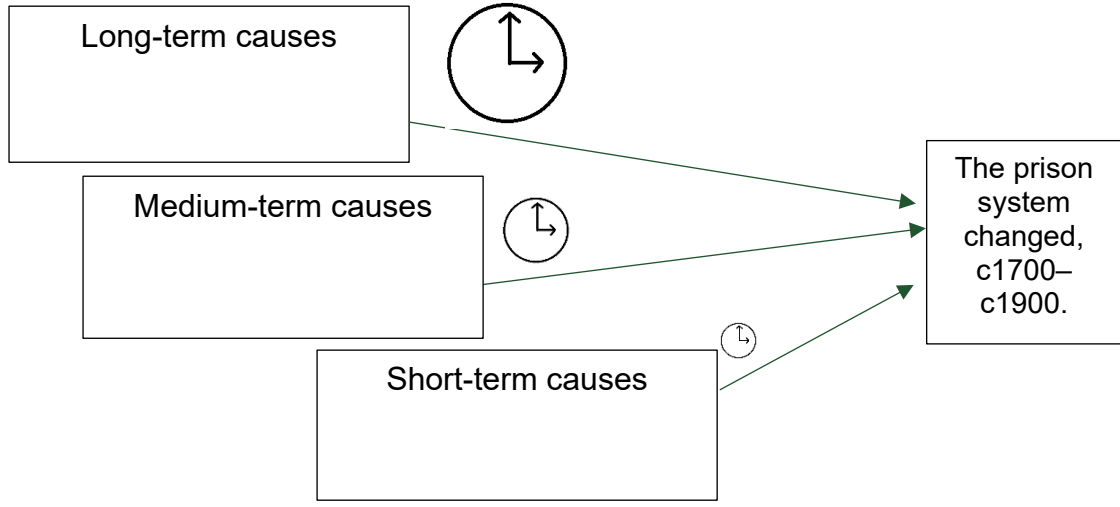 Long-term causes
Medium-term causes
Short-term causes
The prison
system
changed,
c1700–
c1900.